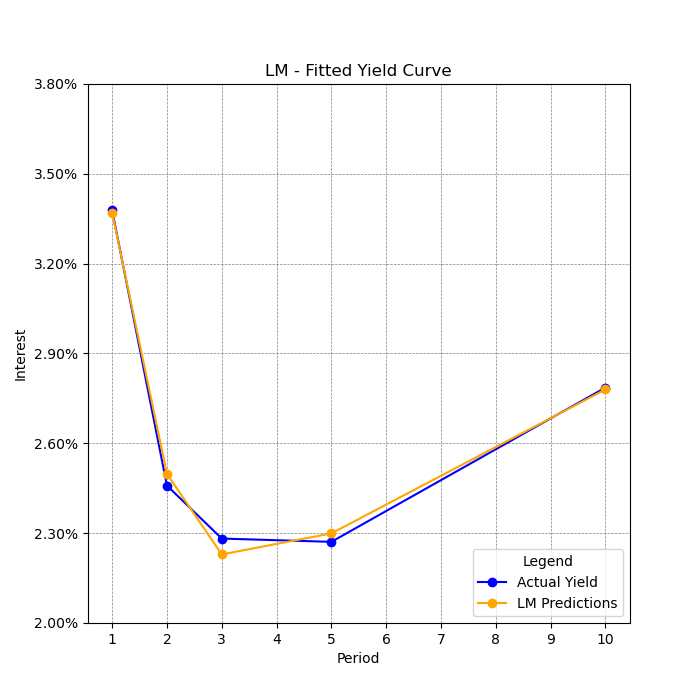 LM - Fitted Yield Curve
3.80%
3.50%
3.20%
2.90%
2.60%
2.30%
2.00%
Interest
1 2 3 4 5 6 7 8 9 10
Period
Legend
Actual Yield
LM Predictions